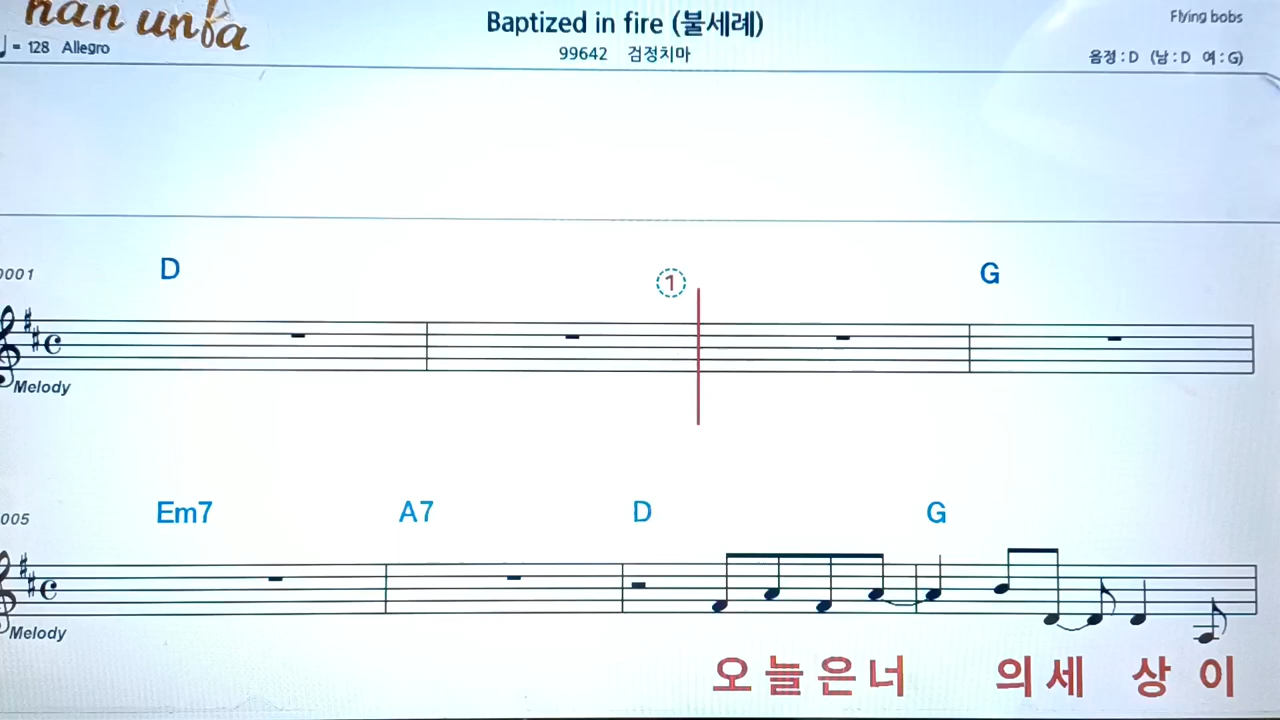 han unfa
Baptized in fire (불세례)
Flying bobs
♩ = 128 Allegro
99642 검정치마
음정 : D (남 : D 여 : G)
0001
D
1
G
Melody
005
Em7 A7 D G
Melody
오 늘 은 너 의 세 상 이